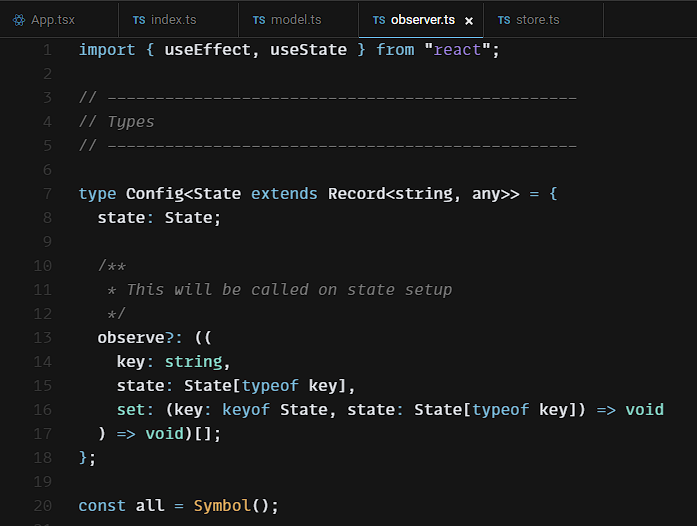 App.tsx TS index.ts TS model.ts TS observer.ts × TS store.ts
1 import { useEffect, useState } from "react";
2
3 // -------------------------------------------------
4 // Types
5 // -------------------------------------------------
6
7 type Config<State extends Record<string, any>> = {
8 state: State;
9
10 /**
11 * This will be called on state setup
12 */
13 observe?: ((
14 key: string,
15 state: State[typeof key],
16 set: (key: keyof State, state: State[typeof key]) => void
17 ) => void)[];
18 };
19
20 const all = Symbol();